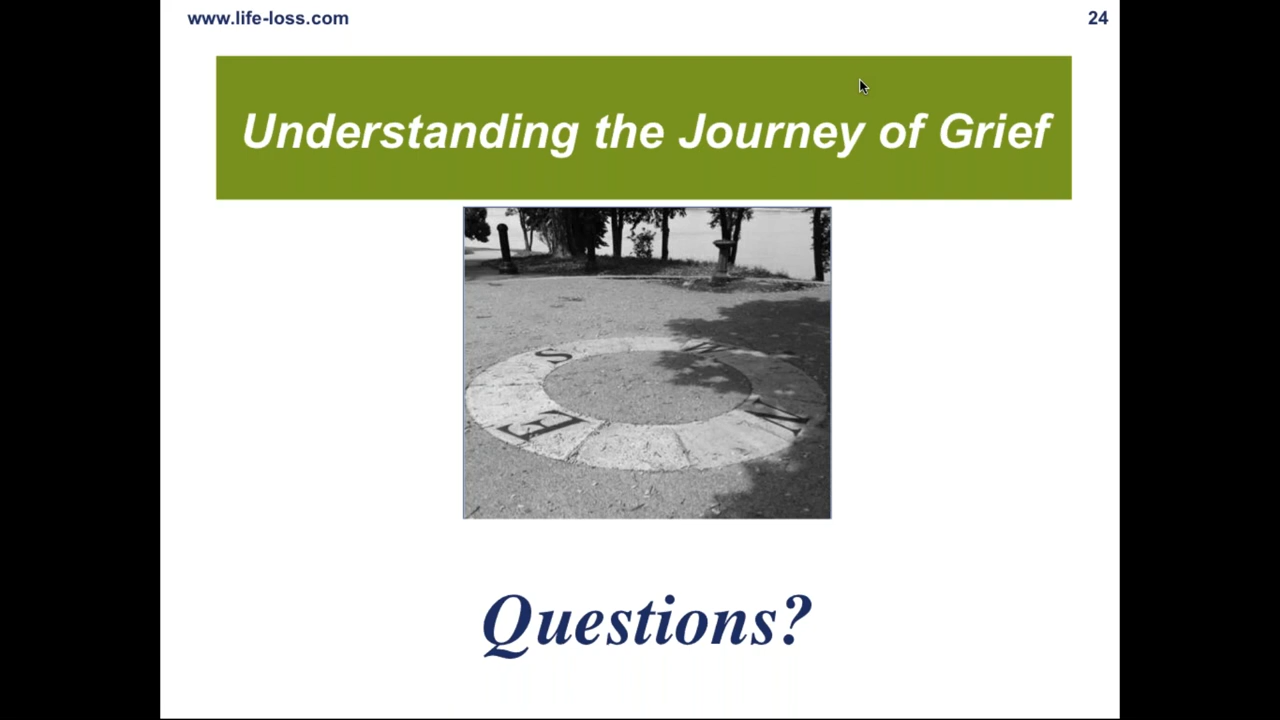 www.life-loss.com
24
Understanding the Journey of Grief
S
W
E
N
Questions?